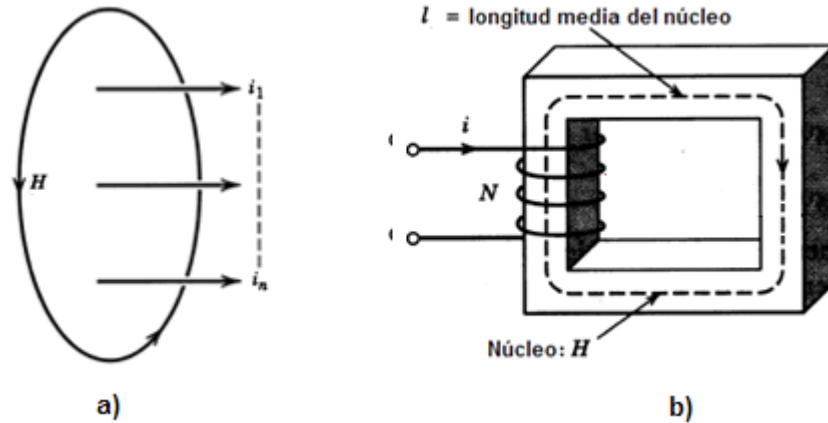 l = longitud media del núcleo
i₁
H
iₙ
i
N
Núcleo: H
a)
b)